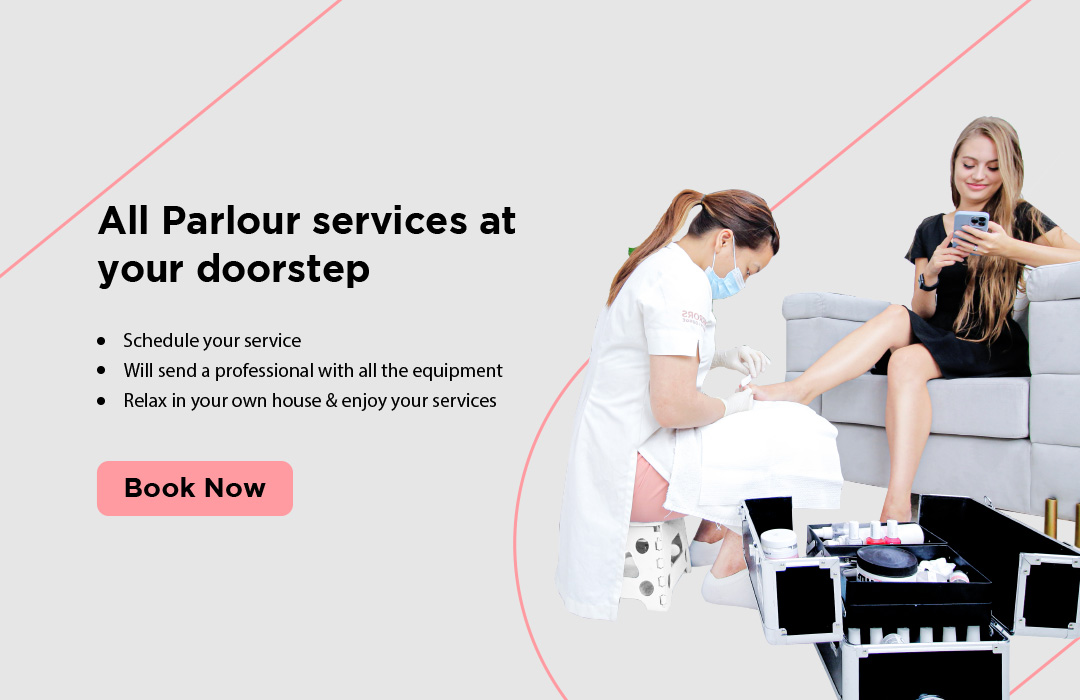 All Parlour services at
your doorstep
Schedule your service
Will send a professional with all the equipment
Relax in your own house & enjoy your services
Book Now